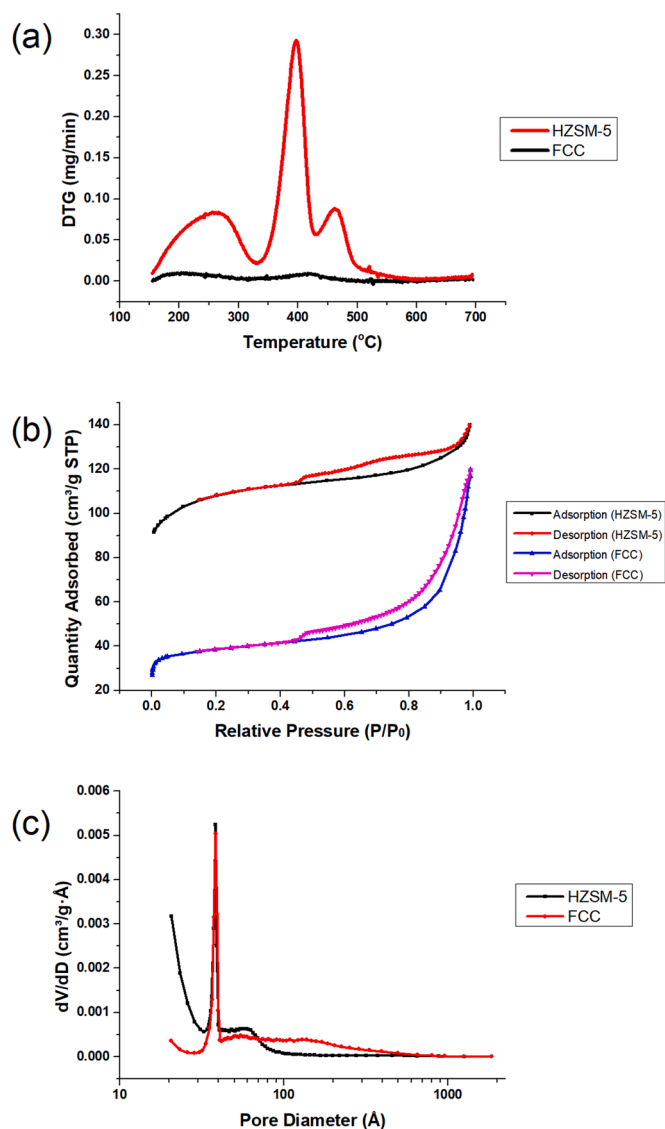 (a)
0.30
0.25
0.20
0.15
0.10
0.05
0.00
DTG (mg/min)
100 200 300 400 500 600 700
Temperature (°C)
HZSM-5
FCC
(b)
140
120
100
80
60
40
20
Quantity Adsorbed (cm³/g STP)
0.0 0.2 0.4 0.6 0.8 1.0
Relative Pressure (P/P₀)
Adsorption (HZSM-5)
Desorption (HZSM-5)
Adsorption (FCC)
Desorption (FCC)
(c)
0.006
0.005
0.004
0.003
0.002
0.001
0.000
dV/dD (cm³/g·Å)
10 100 1000
Pore Diameter (Å)
HZSM-5
FCC